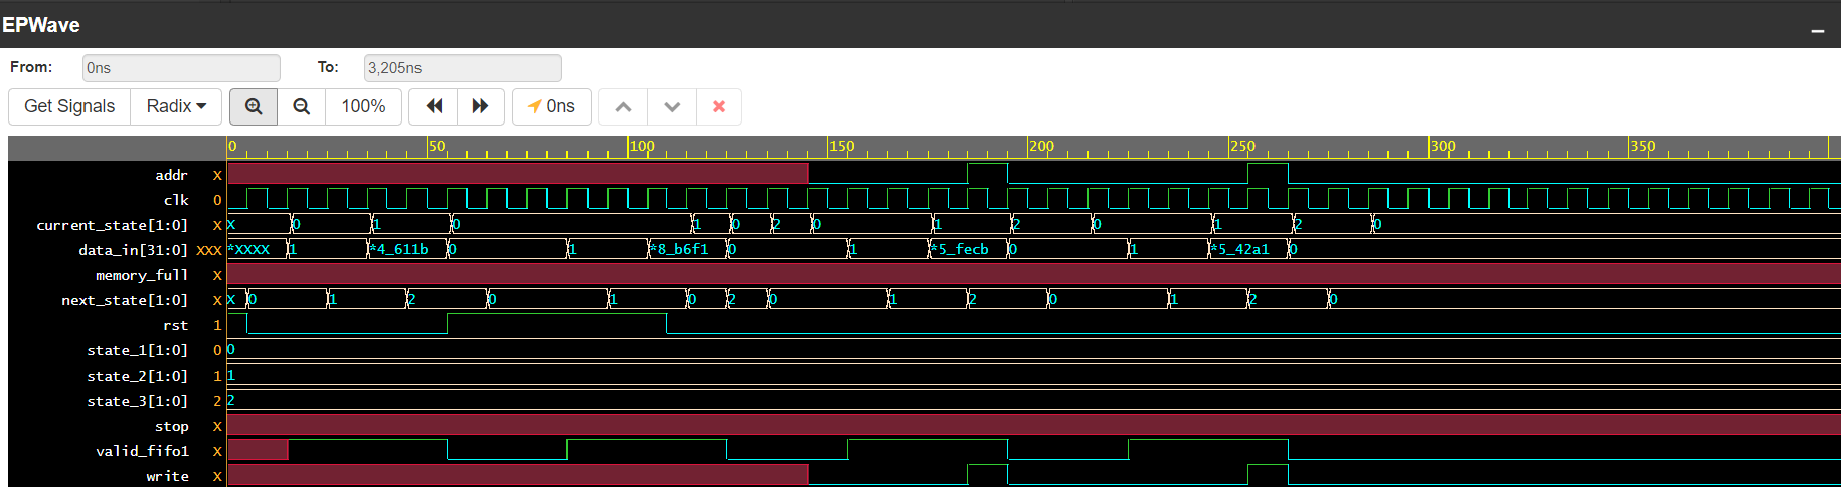 EPWave
From: 0ns To: 3,205ns
Get Signals Radix 100% 0ns
0 50 100 150 200 250 300 350
addr X
clk 0
current_state[1:0] X X 0 1 0 1 0 2 0 1 2 0 1 2 0
data_in[31:0] XXX *XXXX 1 *4_611b 0 1 *8_b6f1 0 1 *5_fecb 0 1 *5_42a1 0
memory_full X
next_state[1:0] X X 0 1 2 0 1 0 2 0 1 2 0 1 2 0
rst 1
state_1[1:0] 0 0
state_2[1:0] 1 1
state_3[1:0] 2 2
stop X
valid_fifo1 X
write X